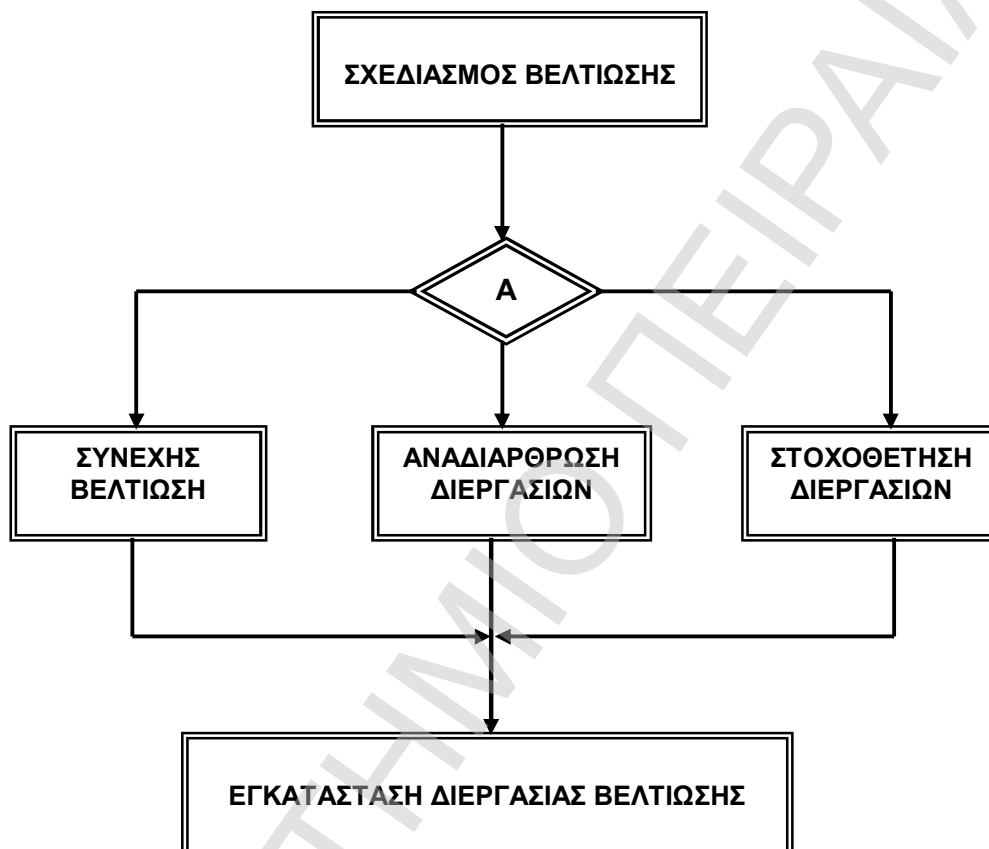 ΣΧΕΔΙΑΣΜΟΣ ΒΕΛΤΙΩΣΗΣ
Α
ΣΥΝΕΧΗΣ
ΒΕΛΤΙΩΣΗ
ΑΝΑΔΙΑΡΘΡΩΣΗ
ΔΙΕΡΓΑΣΙΩΝ
ΣΤΟΧΟΘΕΤΗΣΗ
ΔΙΕΡΓΑΣΙΩΝ
ΕΓΚΑΤΑΣΤΑΣΗ ΔΙΕΡΓΑΣΙΑΣ ΒΕΛΤΙΩΣΗΣ